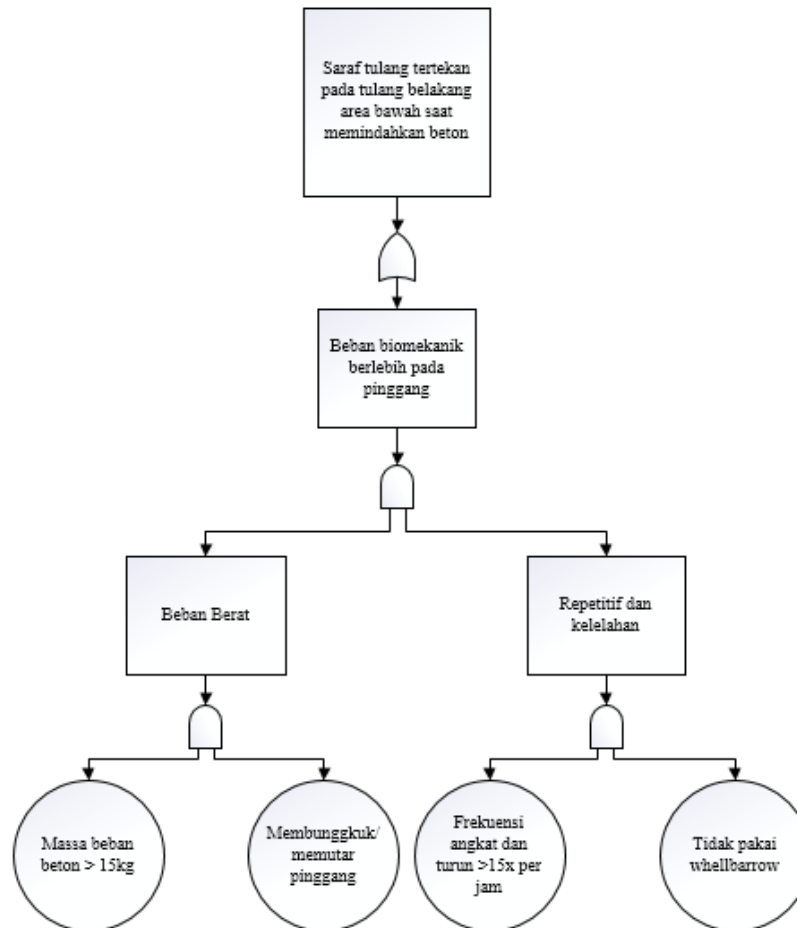 Saraf tulang tertekan
pada tulang belakang
area bawah saat
memindahkan beton
Beban biomekanik
berlebih pada
pinggang
Beban Berat
Repetitif dan
kelelahan
Massa beban
beton > 15kg
Membunggkuk/
memutar
pinggang
Frekuensi
angkat dan
turun >15x per
jam
Tidak pakai
whellbarrow